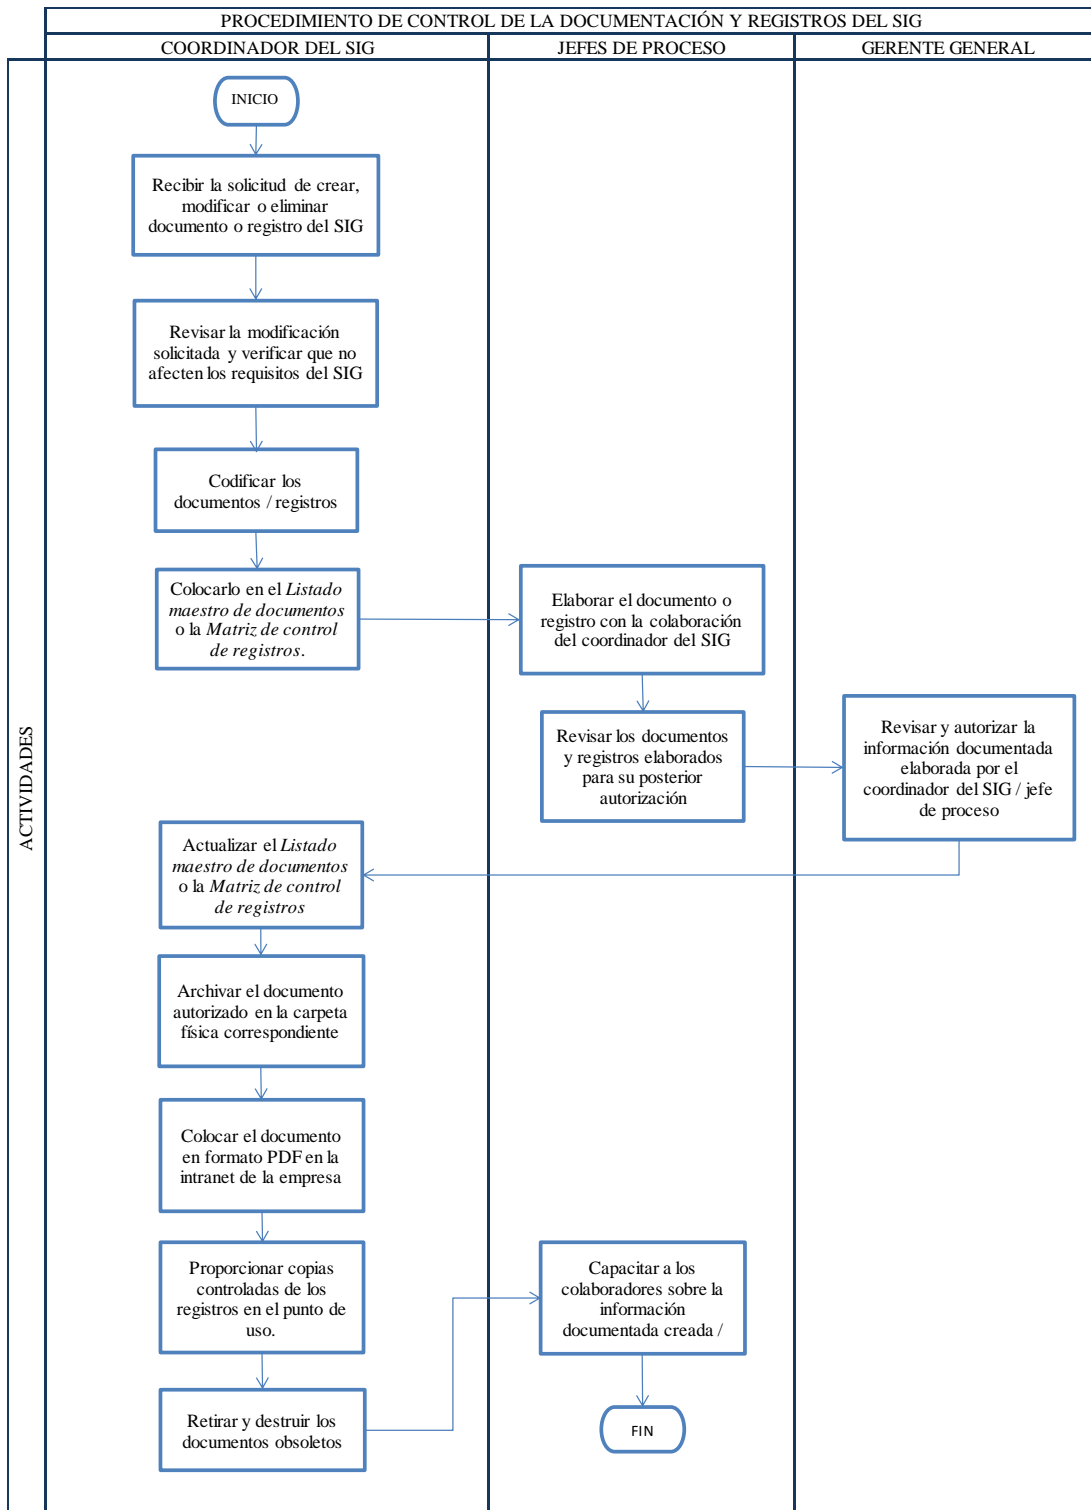 PROCEDIMIENTO DE CONTROL DE LA DOCUMENTACIÓN Y REGISTROS DEL SIG
COORDINADOR DEL SIG
JEFES DE PROCESO
GERENTE GENERAL
ACTIVIDADES
INICIO
Recibir la solicitud de crear,
modificar o eliminar
documento o registro del SIG
Revisar la modificación
solicitada y verificar que no
afecten los requisitos del SIG
Codificar los
documentos / registros
Colocarlo en el Listado
maestro de documentos
o la Matriz de control
de registros.
Elaborar el documento o
registro con la colaboración
del coordinador del SIG
Revisar los documentos
y registros elaborados
para su posterior
autorización
Revisar y autorizar la
información documentada
elaborada por el
coordinador del SIG / jefe
de proceso
Actualizar el Listado
maestro de documentos
o la Matriz de control
de registros
Archivar el documento
autorizado en la carpeta
física correspondiente
Colocar el documento
en formato PDF en la
intranet de la empresa
Proporcionar copias
controladas de los
registros en el punto de
uso.
Retirar y destruir los
documentos obsoletos
Capacitar a los
colaboradores sobre la
información
documentada creada /
FIN